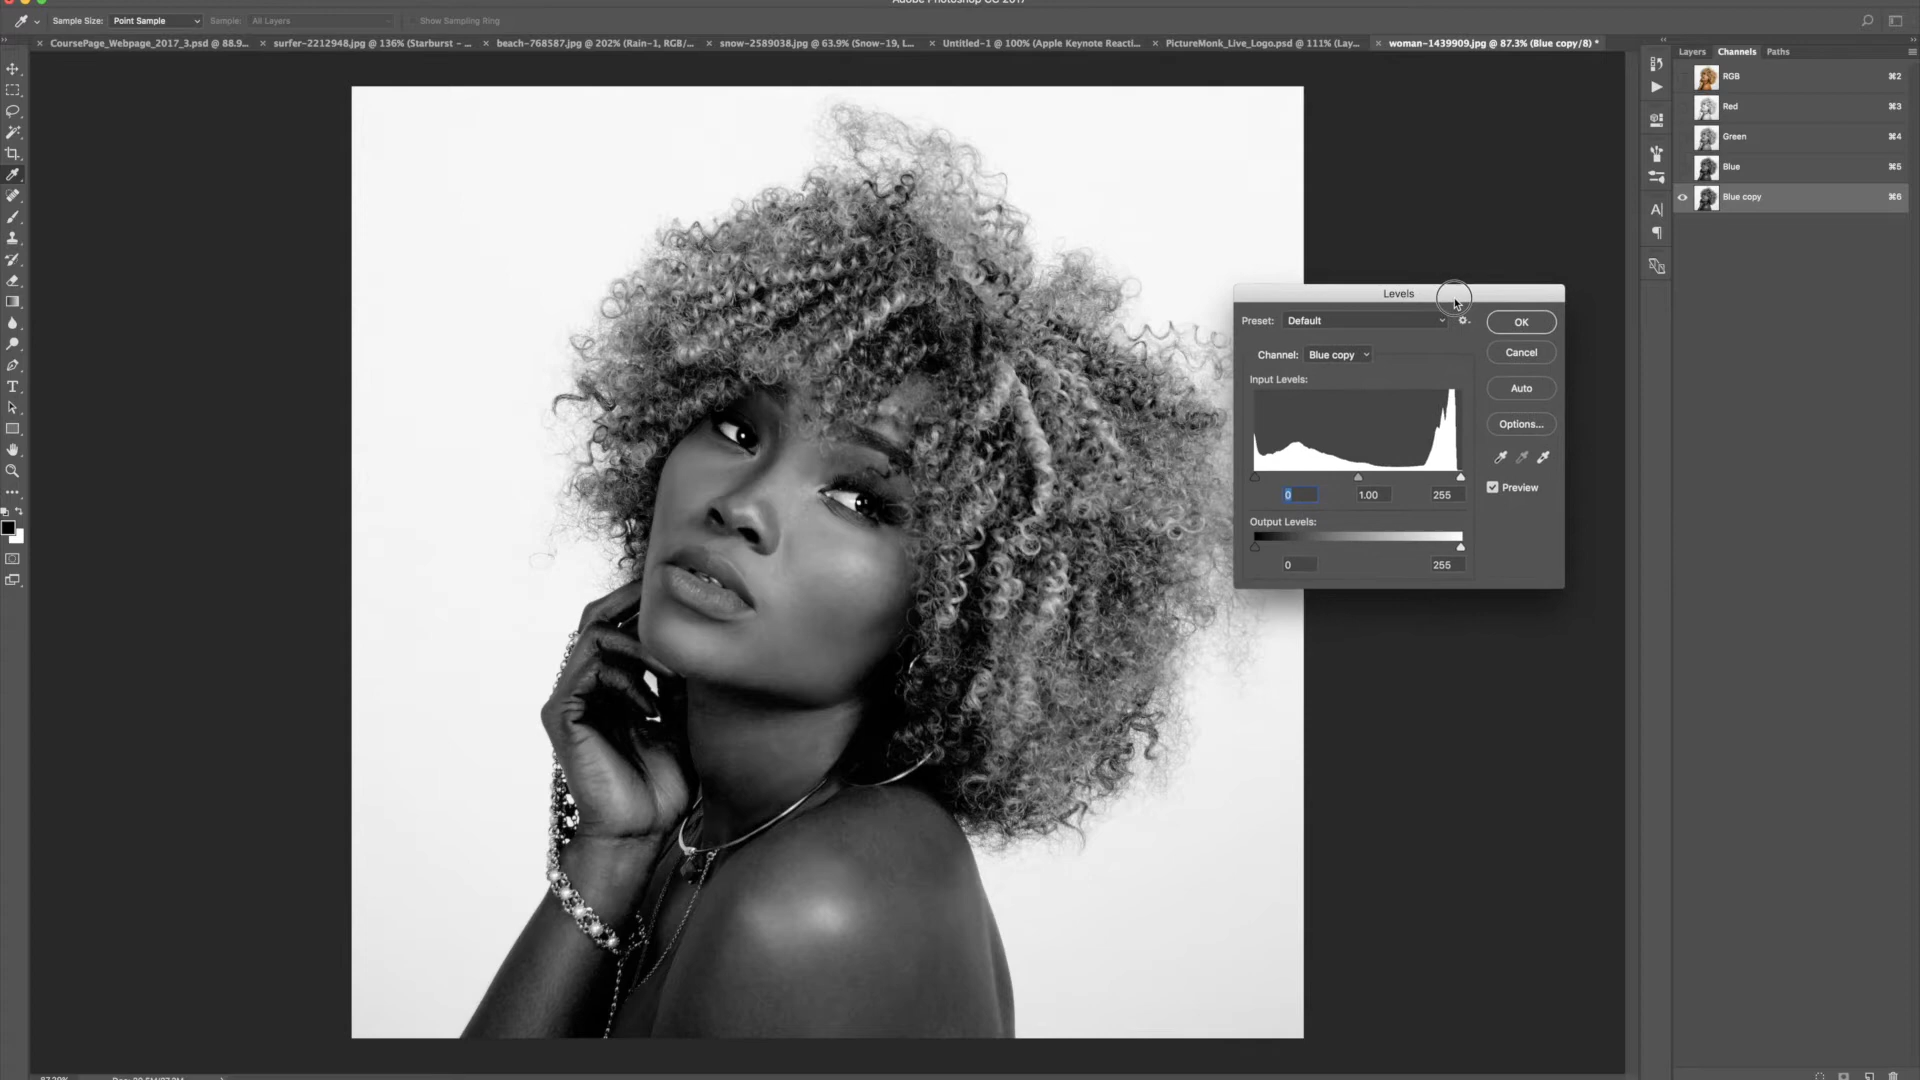 Adobe Photoshop CC 2017
Sample Size: Point Sample Sample: All Layers Show Sampling Ring
CoursePage_Webpage_2017_3.psd @ 88.9... surfer-2212948.jpg @ 136% (Starburst - ... beach-768587.jpg @ 202% (Rain-1, RGB/... snow-2589038.jpg @ 63.9% (Snow-19, L... Untitled-1 @ 100% (Apple Keynote Reacti... PictureMonk_Live_Logo.psd @ 111% (Lay... woman-1439909.jpg @ 87.3% (Blue copy/8) *
Layers Channels Paths
RGB ⌘2
Red ⌘3
Green ⌘4
Blue ⌘5
Blue copy ⌘6
Levels
Preset: Default OK
Channel: Blue copy Cancel
Input Levels: Auto
Options...
Preview
0 1.00 255
Output Levels:
0 255